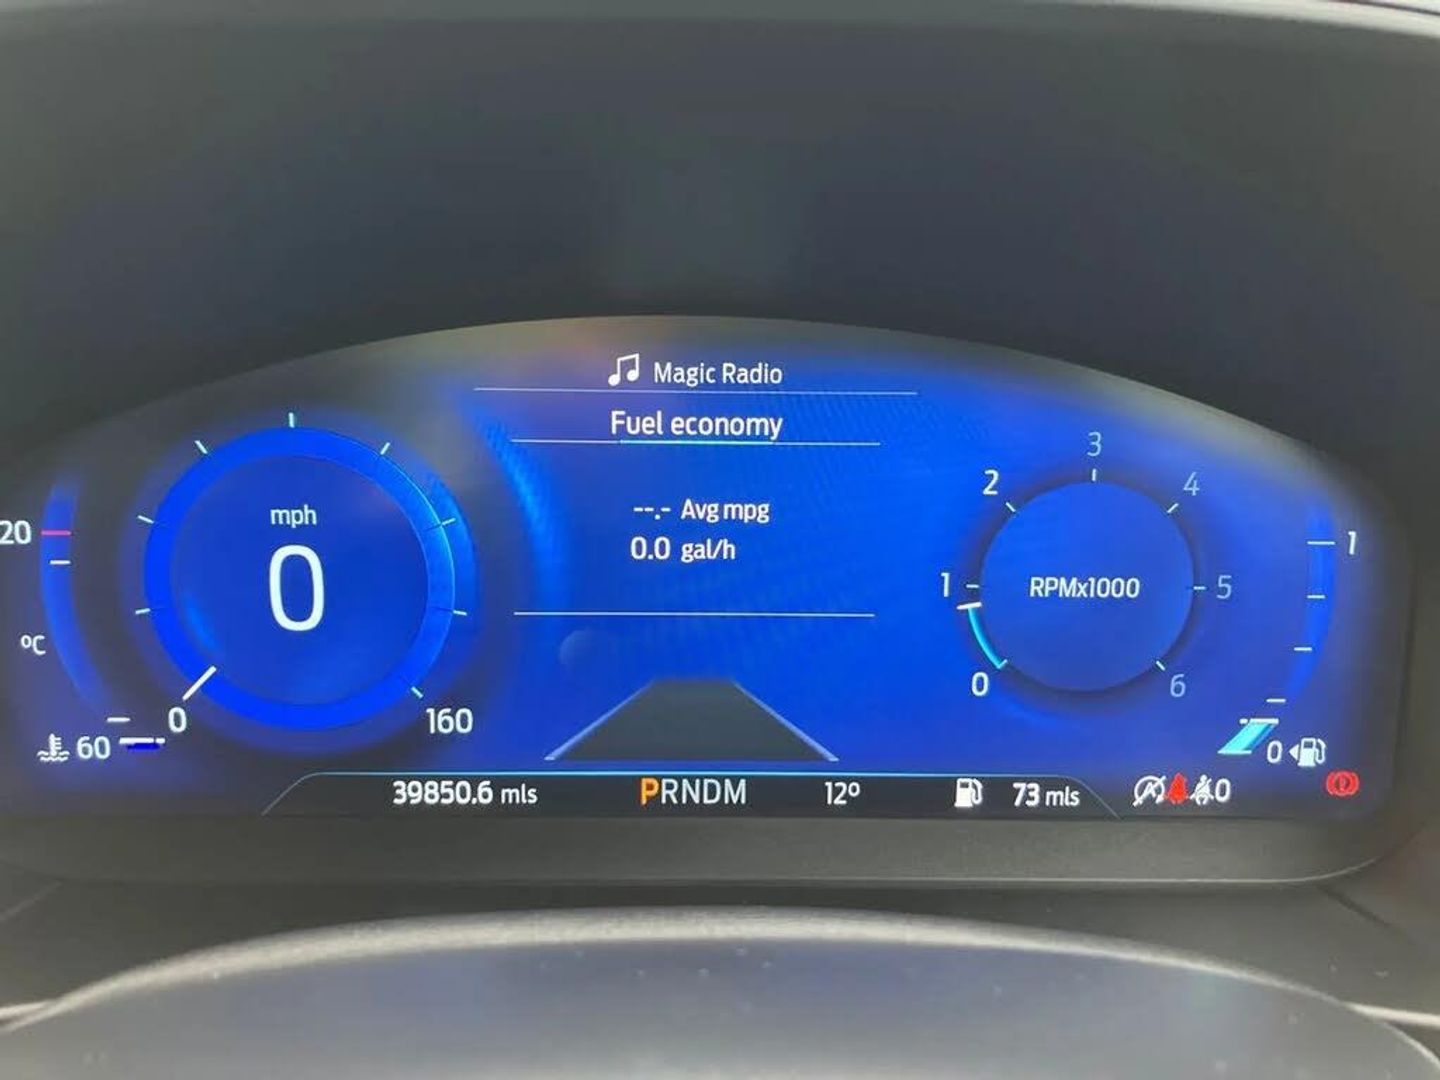 Magic Radio
Fuel economy
--.- Avg mpg
0.0 gal/h
20
°C
60
mph
0
0
160
0
1
2
3
4
5
6
RPMx1000
1
0
39850.6 mls
PRNDM
12°
73 mls
0